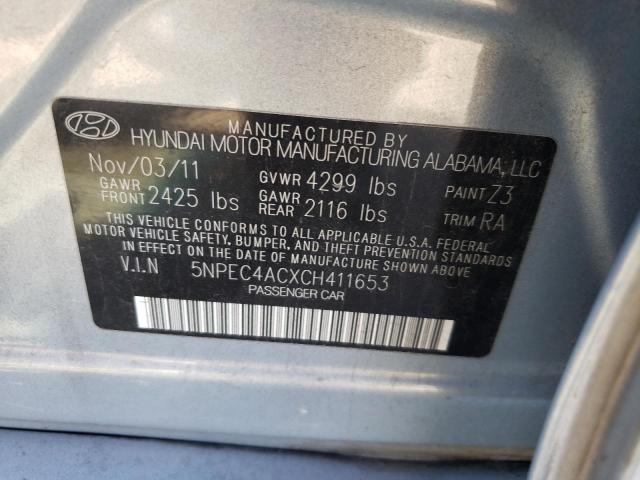 MANUFACTURED BY
HYUNDAI MOTOR MANUFACTURING ALABAMA, LLC
Nov/03/11 GVWR 4299 lbs PAINT Z3
GAWR FRONT 2425 lbs GAWR REAR 2116 lbs TRIM RA
THIS VEHICLE CONFORMS TO ALL APPLICABLE U.S.A. FEDERAL
MOTOR VEHICLE SAFETY, BUMPER, AND THEFT PREVENTION STANDARDS
IN EFFECT ON THE DATE OF MANUFACTURE SHOWN ABOVE.
V.I.N 5NPEC4ACXCH411653
PASSENGER CAR